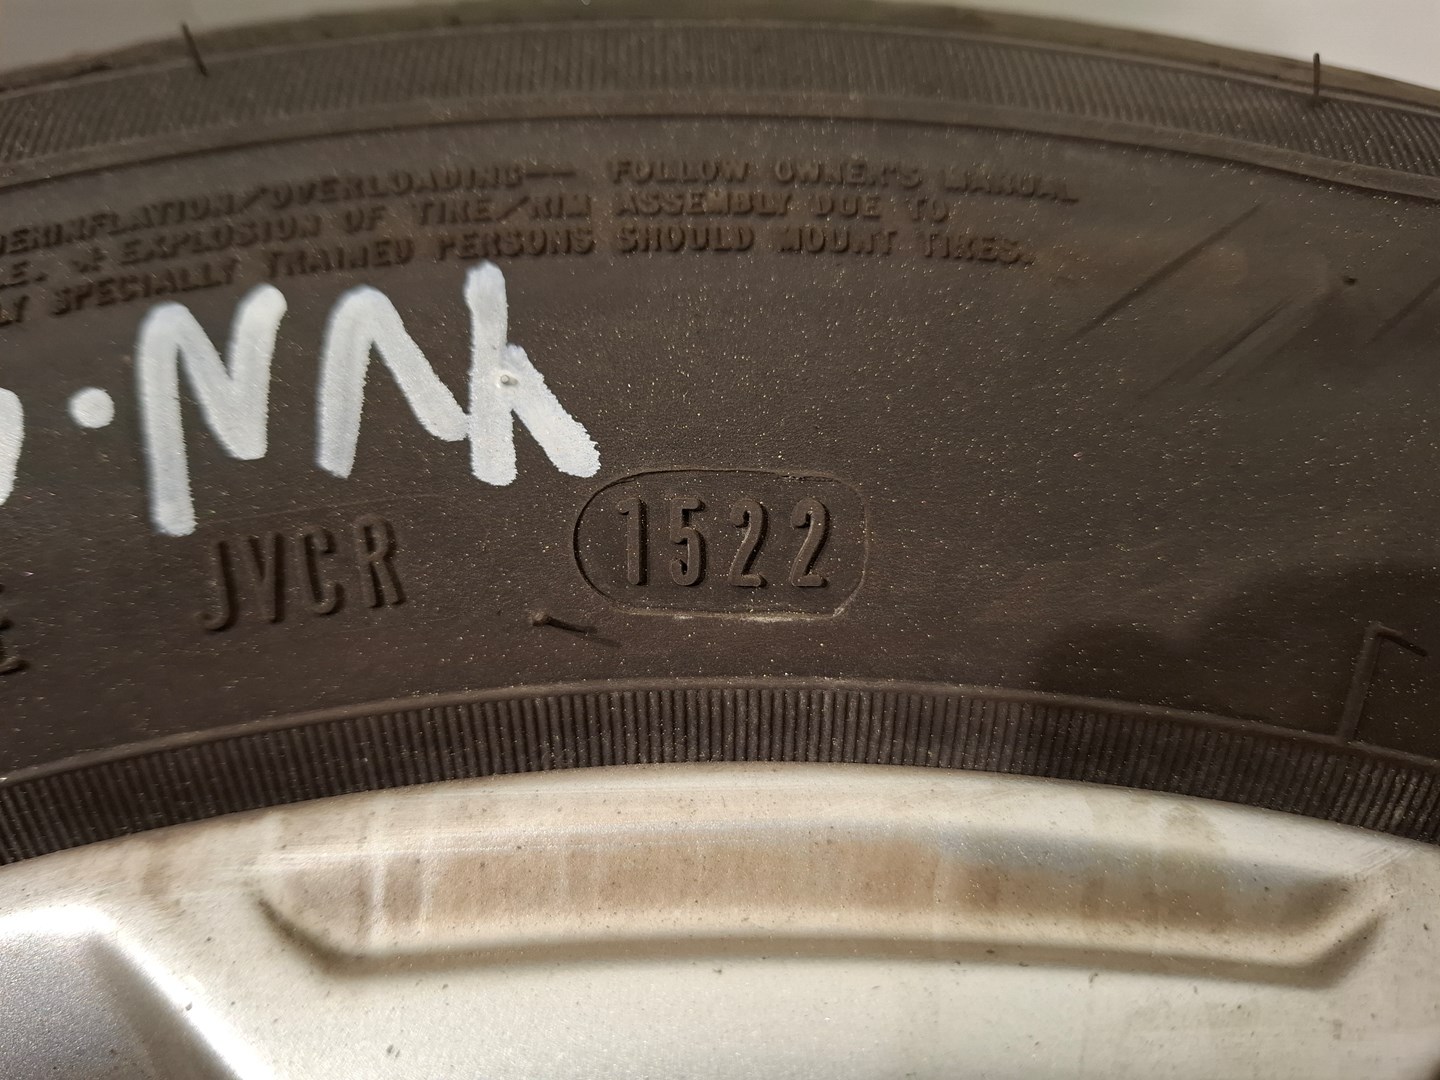 OVERLOADING — FOLLOW OWNER'S MANUAL
★ EXPLOSION OF TIRE/RIM ASSEMBLY DUE TO
SPECIALLY TRAINED PERSONS SHOULD MOUNT TIRES.
JVCR 1522